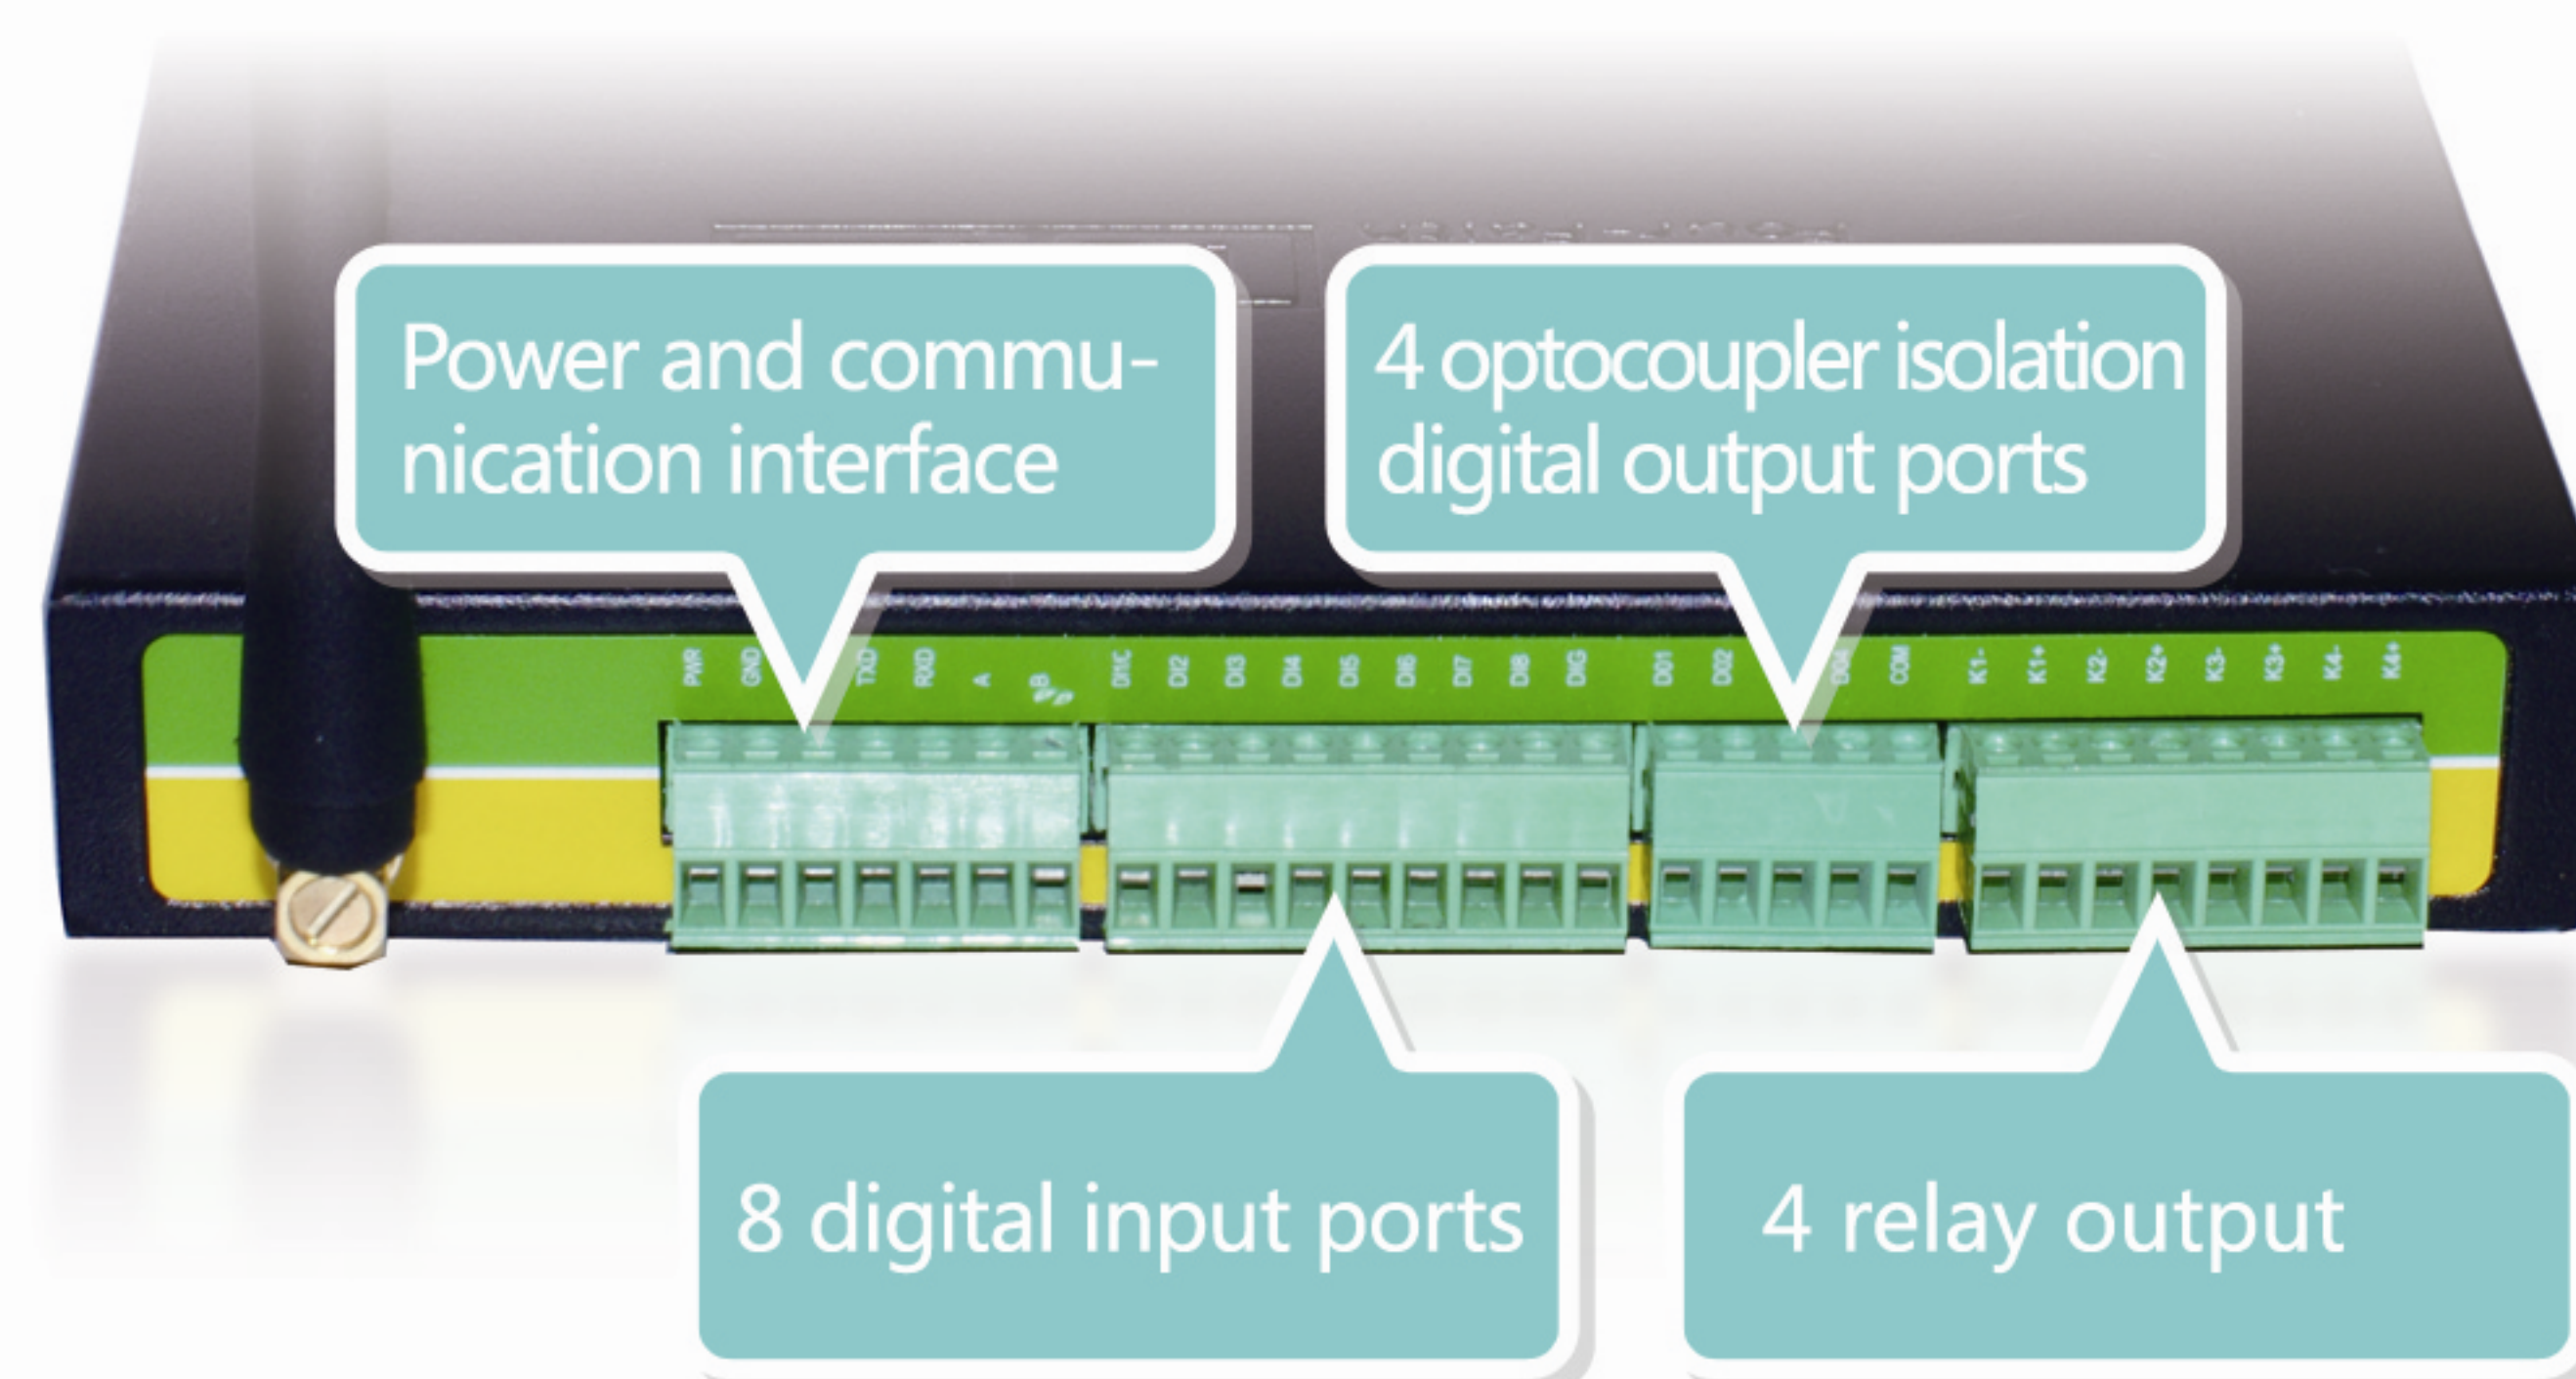 Power and commu-
nication interface
4 optocoupler isolation
digital output ports
PWR GND TXD RXD A B DI1C DI2 DI3 DI4 DI5 DI6 DI7 DI8 DIG DO1 DO2 DO4 COM K1- K1+ K2- K2+ K3- K3+ K4- K4+
8 digital input ports
4 relay output